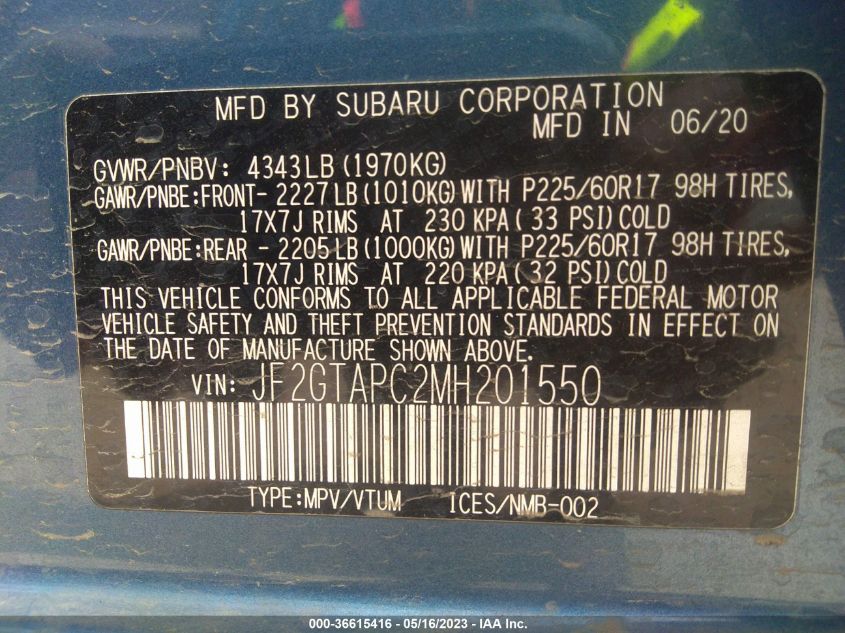 MFD BY SUBARU CORPORATION
MFD IN 06/20
GVWR/PNBV: 4343LB (1970KG)
GAWR/PNBE:FRONT- 2227LB(1010KG)WITH P225/60R17 98H TIRES,
17X7J RIMS AT 230 KPA( 33 PSI)COLD
GAWR/PNBE:REAR - 2205LB(1000KG)WITH P225/60R17 98H TIRES,
17X7J RIMS AT 220 KPA( 32 PSI)COLD
THIS VEHICLE CONFORMS TO ALL APPLICABLE FEDERAL MOTOR
VEHICLE SAFETY AND THEFT PREVENTION STANDARDS IN EFFECT ON
THE DATE OF MANUFACTURE SHOWN ABOVE.
VIN: JF2GTAPC2MH201550
TYPE:MPV/VTUM ICES/NMB-002
000-36615416 - 05/16/2023 - IAA, Inc.